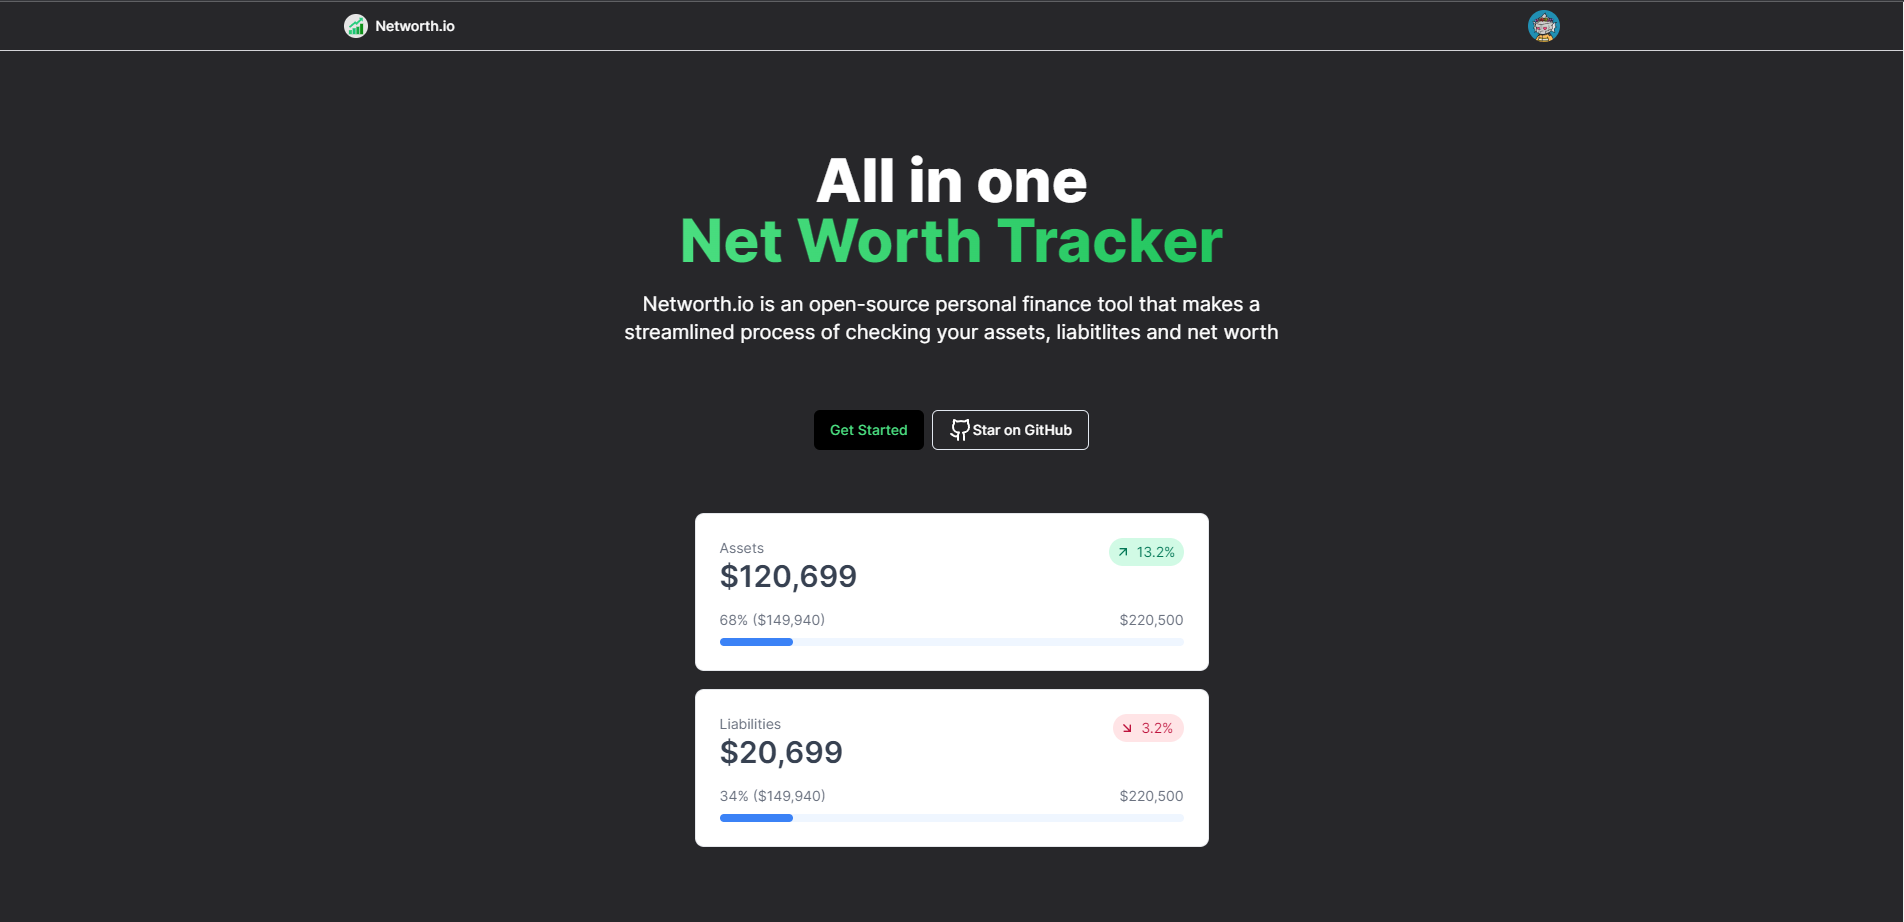 Networth.io
All in one
Net Worth Tracker
Networth.io is an open-source personal finance tool that makes a
streamlined process of checking your assets, liabitlites and net worth
Get Started
Star on GitHub
Assets
13.2%
$120,699
68% ($149,940)
$220,500
Liabilities
3.2%
$20,699
34% ($149,940)
$220,500